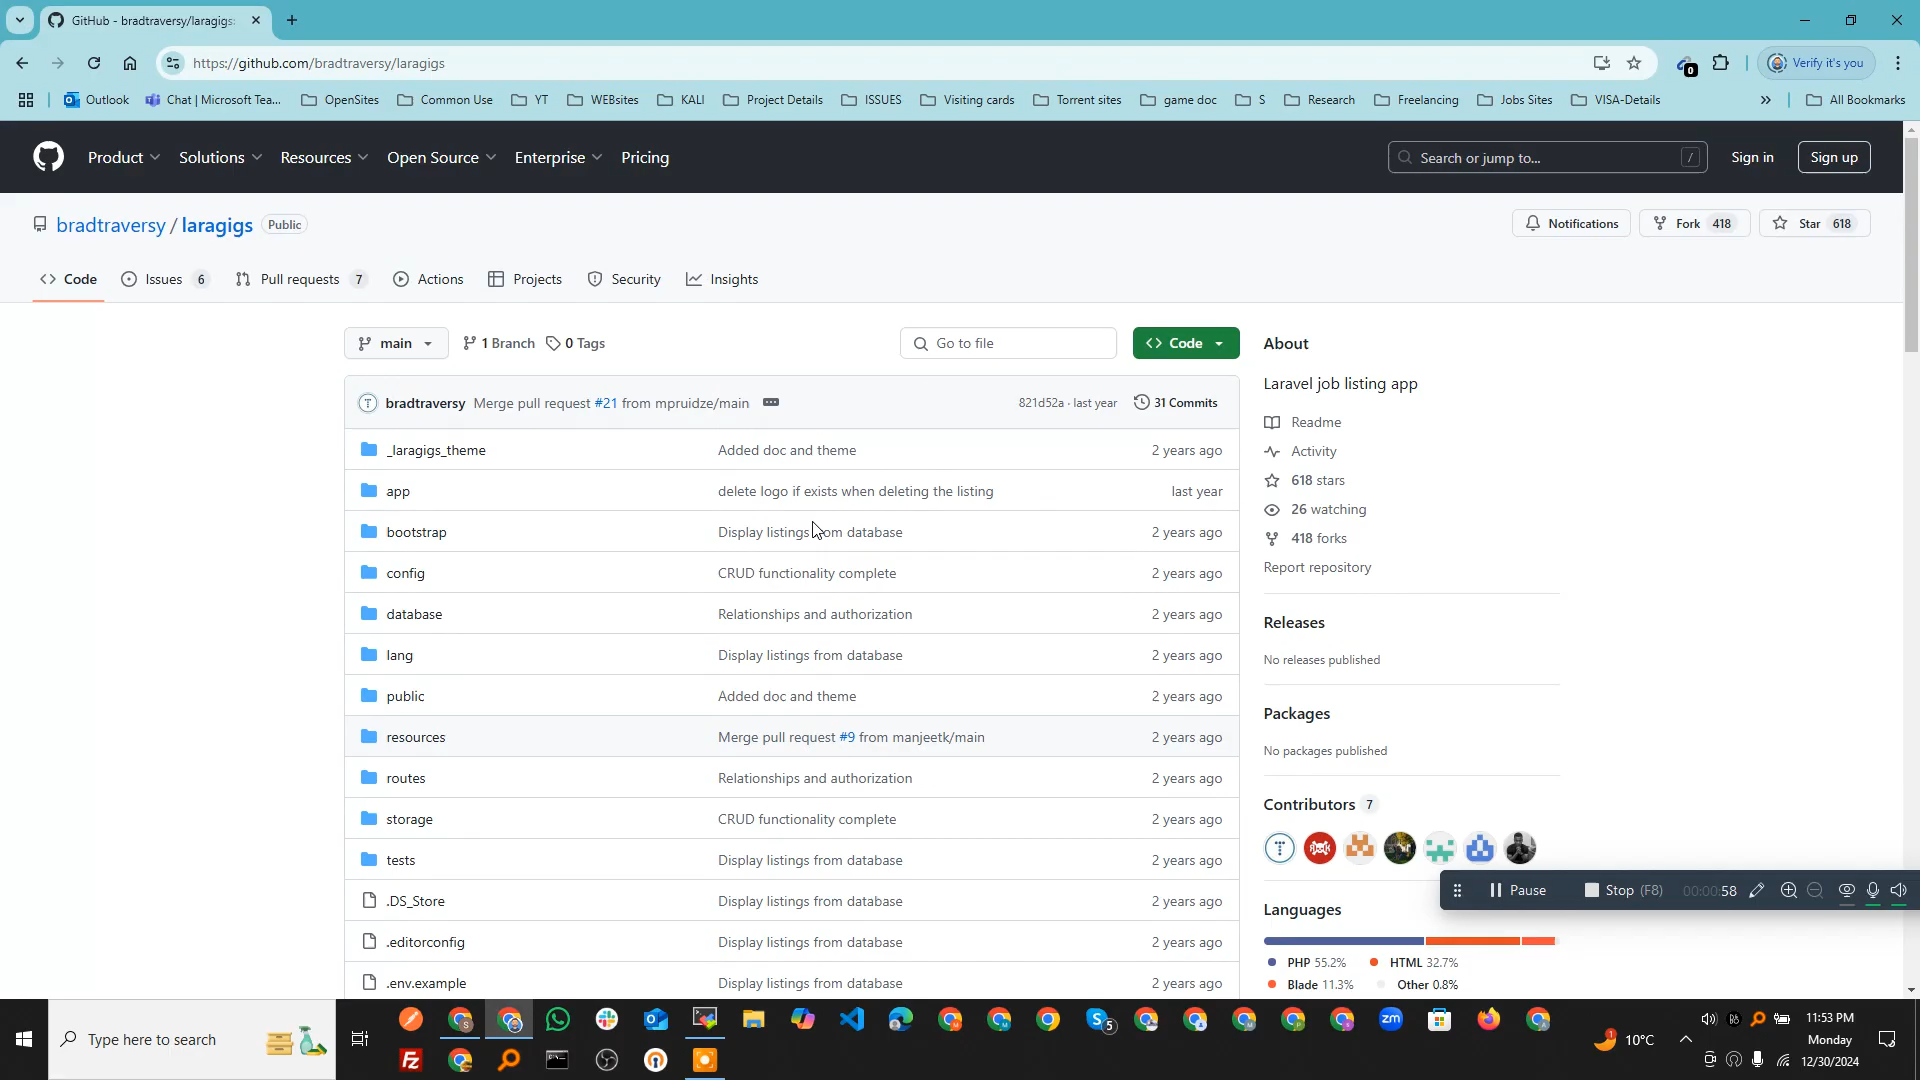 GitHub - bradtraversy/laragigs:
https://github.com/bradtraversy/laragigs
0
Verify it's you
Outlook
Chat | Microsoft Tea...
OpenSites
Common Use
YT
WEBsites
KALI
Project Details
ISSUES
Visiting cards
Torrent sites
game doc
S
Research
Freelancing
Jobs Sites
VISA-Details
»
All Bookmarks
Product
Solutions
Resources
Open Source
Enterprise
Pricing
Search or jump to...
/
Sign in
Sign up
bradtraversy / laragigs
Public
Notifications
Fork 418
Star 618
Code
Issues 6
Pull requests 7
Actions
Projects
Security
Insights
main
1 Branch
0 Tags
Go to file
Code
bradtraversy Merge pull request #21 from mpruidze/main
821d52a · last year
31 Commits
_laragigs_theme Added doc and theme 2 years ago
app delete logo if exists when deleting the listing last year
bootstrap Display listings from database 2 years ago
config CRUD functionality complete 2 years ago
database Relationships and authorization 2 years ago
lang Display listings from database 2 years ago
public Added doc and theme 2 years ago
resources Merge pull request #9 from manjeetk/main 2 years ago
routes Relationships and authorization 2 years ago
storage CRUD functionality complete 2 years ago
tests Display listings from database 2 years ago
.DS_Store Display listings from database 2 years ago
.editorconfig Display listings from database 2 years ago
.env.example Display listings from database 2 years ago
About
Laravel job listing app
Readme
Activity
618 stars
26 watching
418 forks
Report repository
Releases
No releases published
Packages
No packages published
Contributors 7
Pause
Stop (F8)
00:00:58
Languages
PHP 55.2%
HTML 32.7%
Blade 11.3%
Other 0.8%
Type here to search
10°C
11:53 PM
Monday
12/30/2024